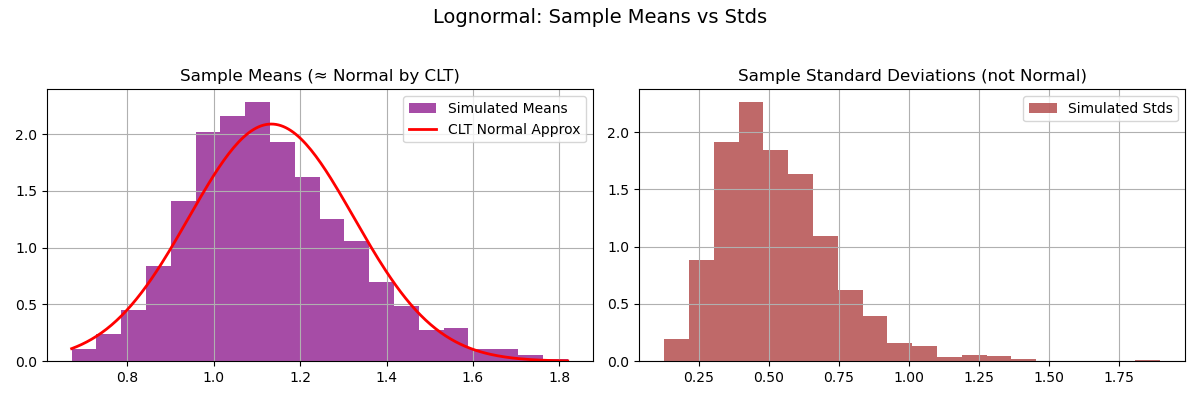 Lognormal: Sample Means vs Stds
Sample Means (≈ Normal by CLT)
Simulated Means
CLT Normal Approx
2.0
1.5
1.0
0.5
0.0
0.8 1.0 1.2 1.4 1.6 1.8
Sample Standard Deviations (not Normal)
Simulated Stds
2.0
1.5
1.0
0.5
0.0
0.25 0.50 0.75 1.00 1.25 1.50 1.75